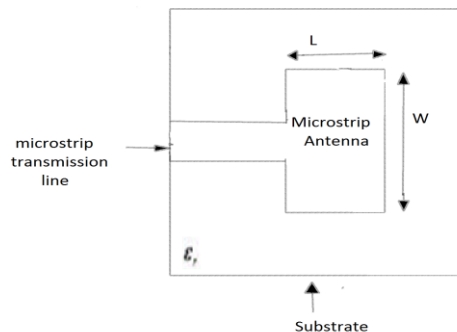 L
Microstrip
Antenna
W
microstrip
transmission
line
εᵣ
Substrate